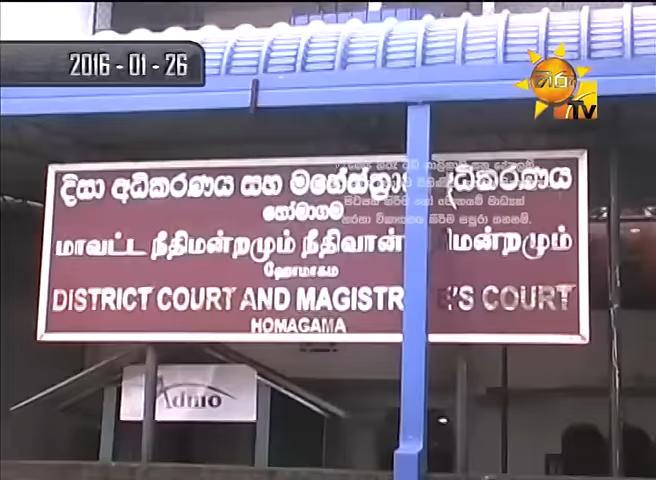 2016-01-26
හිරු
TV
දිසා අධිකරණය සහ මහේස්ත්‍රාත් අධිකරණය
හෝමාගම
மாவட்ட நீதிமன்றமும் நீதிவான்
மன்றமும்
ஹோமாகம
DISTRICT COURT AND MAGISTRATE'S COURT
HOMAGAMA
Admo